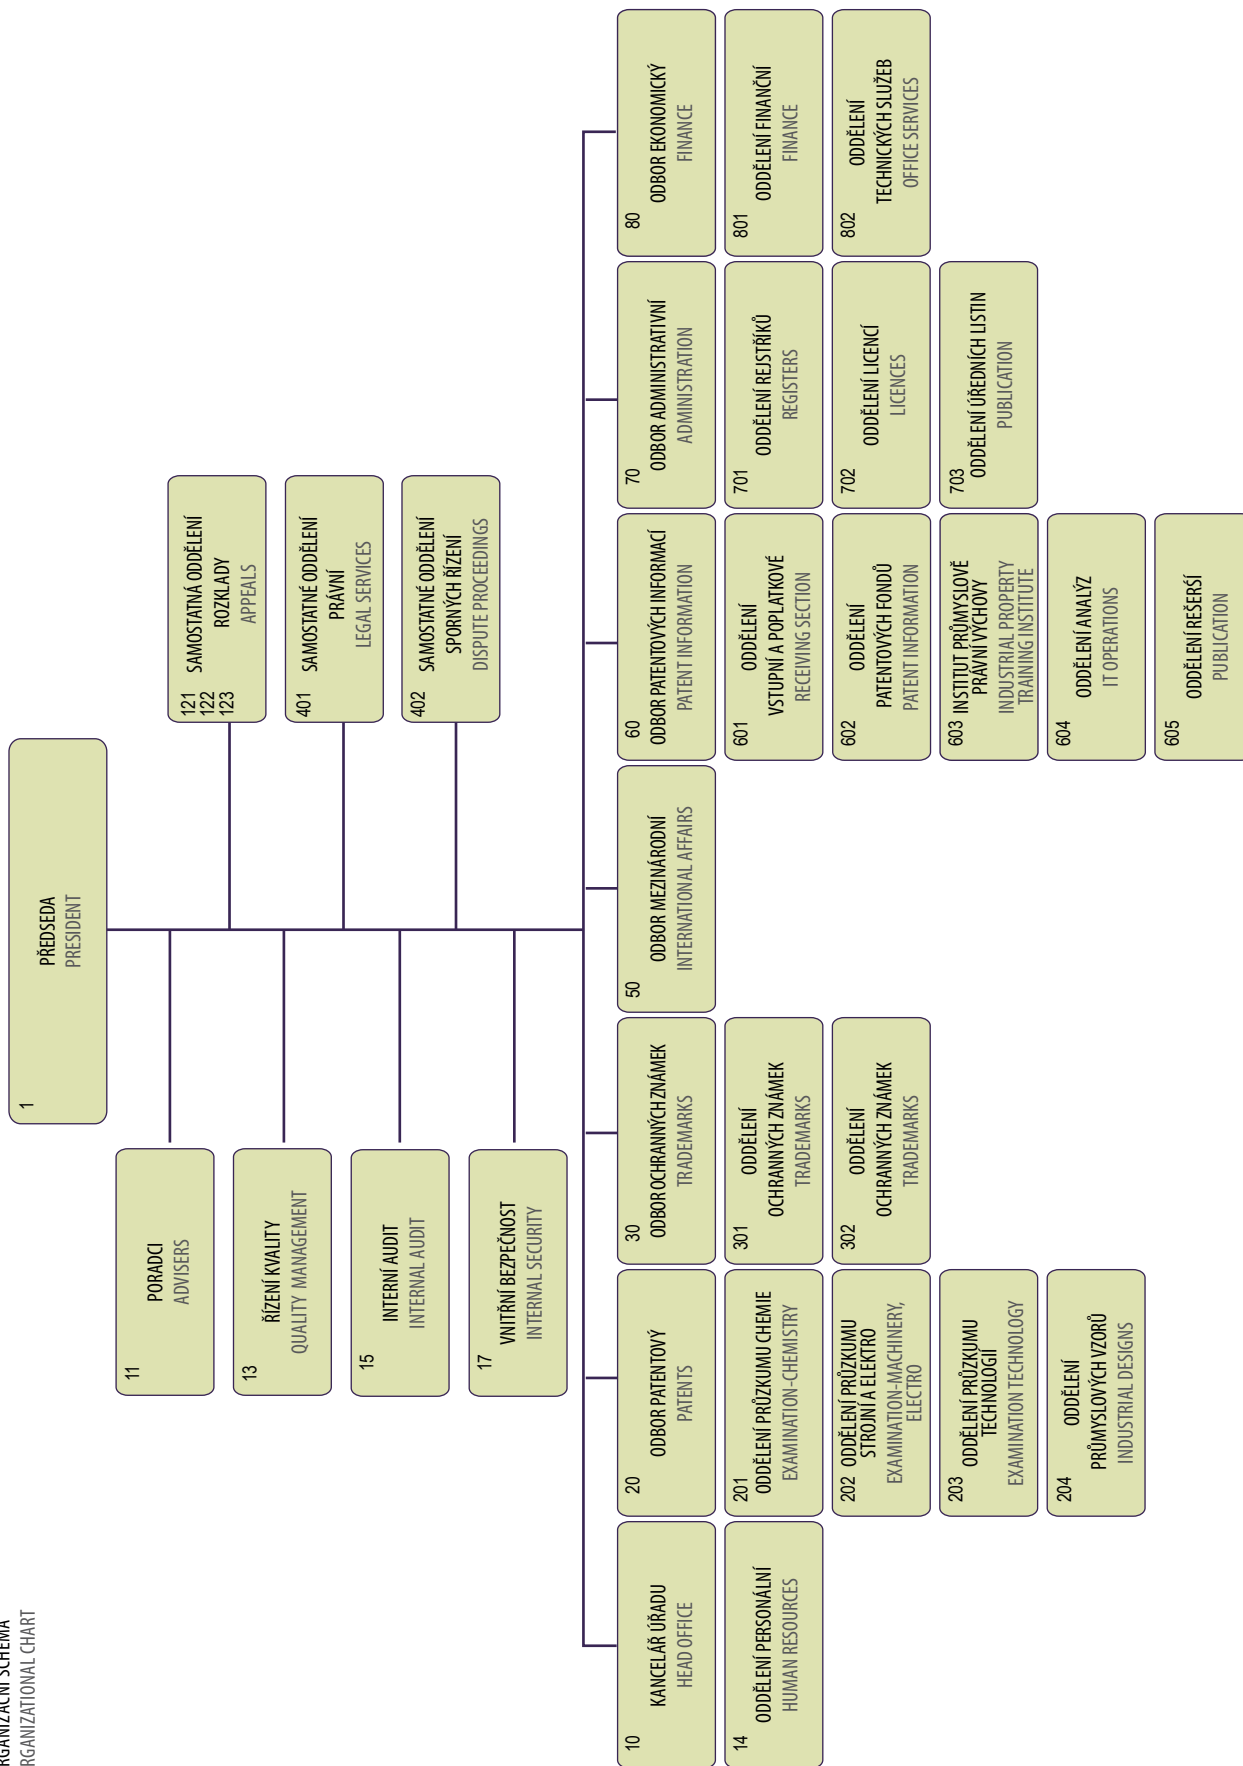 RGANIZAČNÍ SCHÉMA
RGANIZATIONAL CHART
1
PŘEDSEDA
PRESIDENT
11
PORADCI
ADVISERS
13
ŘÍZENÍ KVALITY
QUALITY MANAGEMENT
15
INTERNÍ AUDIT
INTERNAL AUDIT
17
VNITŘNÍ BEZPEČNOST
INTERNAL SECURITY
121
122
123
SAMOSTATNÁ ODDĚLENÍ
ROZKLADY
APPEALS
401
SAMOSTATNÉ ODDĚLENÍ
PRÁVNÍ
LEGAL SERVICES
402
SAMOSTATNÉ ODDĚLENÍ
SPORNÝCH ŘÍZENÍ
DISPUTE PROCEEDINGS
10
KANCELÁŘ ÚŘADU
HEAD OFFICE
14
ODDĚLENÍ PERSONÁLNÍ
HUMAN RESOURCES
20
ODBOR PATENTOVÝ
PATENTS
201
ODDĚLENÍ PRŮZKUMU CHEMIE
EXAMINATION-CHEMISTRY
202 ODDĚLENÍ PRŮZKUMU
STROJNÍ A ELEKTRO
EXAMINATION-MACHINERY,
ELECTRO
203
ODDĚLENÍ PRŮZKUMU
TECHNOLOGIÍ
EXAMINATION TECHNOLOGY
204
ODDĚLENÍ
PRŮMYSLOVÝCH VZORŮ
INDUSTRIAL DESIGNS
30
ODBOR OCHRANNÝCH ZNÁMEK
TRADEMARKS
301
ODDĚLENÍ
OCHRANNÝCH ZNÁMEK
TRADEMARKS
302
ODDĚLENÍ
OCHRANNÝCH ZNÁMEK
TRADEMARKS
50
ODBOR MEZINÁRODNÍ
INTERNATIONAL AFFAIRS
60
ODBOR PATENTOVÝCH INFORMACÍ
PATENT INFORMATION
601
ODDĚLENÍ
VSTUPNÍ A POPLATKOVÉ
RECEIVING SECTION
602
ODDĚLENÍ
PATENTOVÝCH FONDŮ
PATENT INFORMATION
603 INSTITUT PRŮMYSLOVĚ
PRÁVNÍ VÝCHOVY
INDUSTRIAL PROPERTY
TRAINING INSTITUTE
604
ODDĚLENÍ ANALÝZ
IT OPERATIONS
605
ODDĚLENÍ REŠERŠÍ
PUBLICATION
70
ODBOR ADMINISTRATIVNÍ
ADMINISTRATION
701
ODDĚLENÍ REJSTŘÍKŮ
REGISTERS
702
ODDĚLENÍ LICENCÍ
LICENCES
703
ODDĚLENÍ ÚŘEDNÍCH LISTIN
PUBLICATION
80
ODBOR EKONOMICKÝ
FINANCE
801
ODDĚLENÍ FINANČNÍ
FINANCE
802
ODDĚLENÍ
TECHNICKÝCH SLUŽEB
OFFICE SERVICES